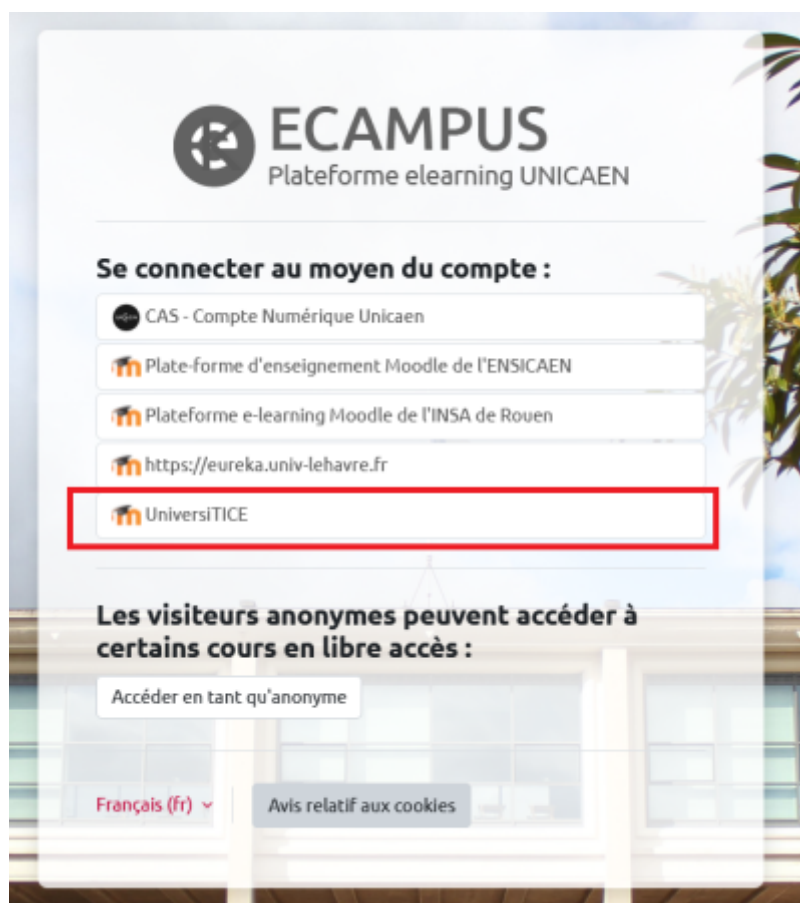 ECAMPUS
Plateforme elearning UNICAEN
Se connecter au moyen du compte :
CAS - Compte Numérique Unicaen
Plate-forme d'enseignement Moodle de l'ENSICAEN
Plateforme e-learning Moodle de l'INSA de Rouen
https://eureka.univ-lehavre.fr
UniversiTICE
Les visiteurs anonymes peuvent accéder à
certains cours en libre accès :
Accéder en tant qu'anonyme
Français (fr)
Avis relatif aux cookies